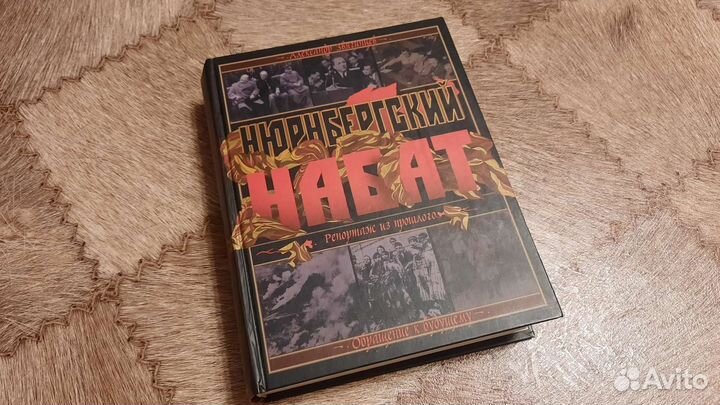 Александр Звягинцев
НЮРНБЕРГСКИЙ
НАБАТ
Репортаж из прошлого
Обращение к будущему
Avito